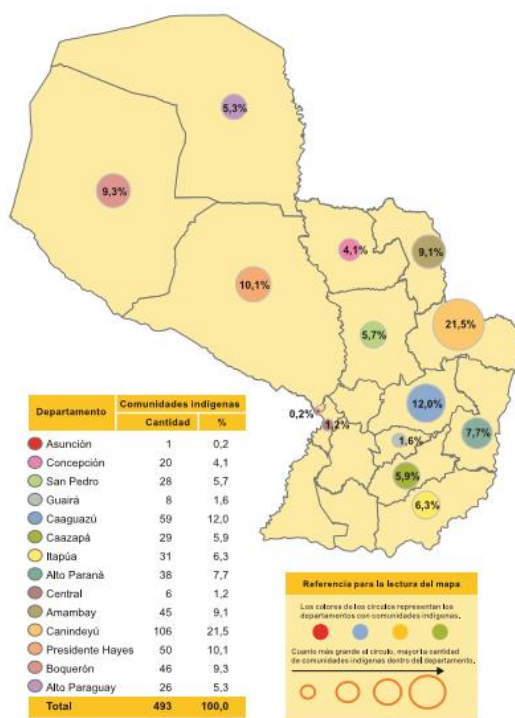 5,3%
9,3%
4,1%
9,1%
10,1%
21,5%
5,7%
12,0%
0,2%
1,2%
1,6%
7,7%
5,9%
6,3%
Departamento Comunidades indígenas
Cantidad %
Asunción 1 0,2
Concepción 20 4,1
San Pedro 28 5,7
Guairá 8 1,6
Caaguazú 59 12,0
Caazapá 29 5,9
Itapúa 31 6,3
Alto Paraná 38 7,7
Central 6 1,2
Amambay 45 9,1
Canindeyú 106 21,5
Presidente Hayes 50 10,1
Boquerón 46 9,3
Alto Paraguay 26 5,3
Total 493 100,0
Referencia para la lectura del mapa
Los colores de los círculos representan los
departamentos con comunidades indígenas.
Cuanto más grande el círculo, mayor la cantidad
de comunidades indígenas dentro del departamento.